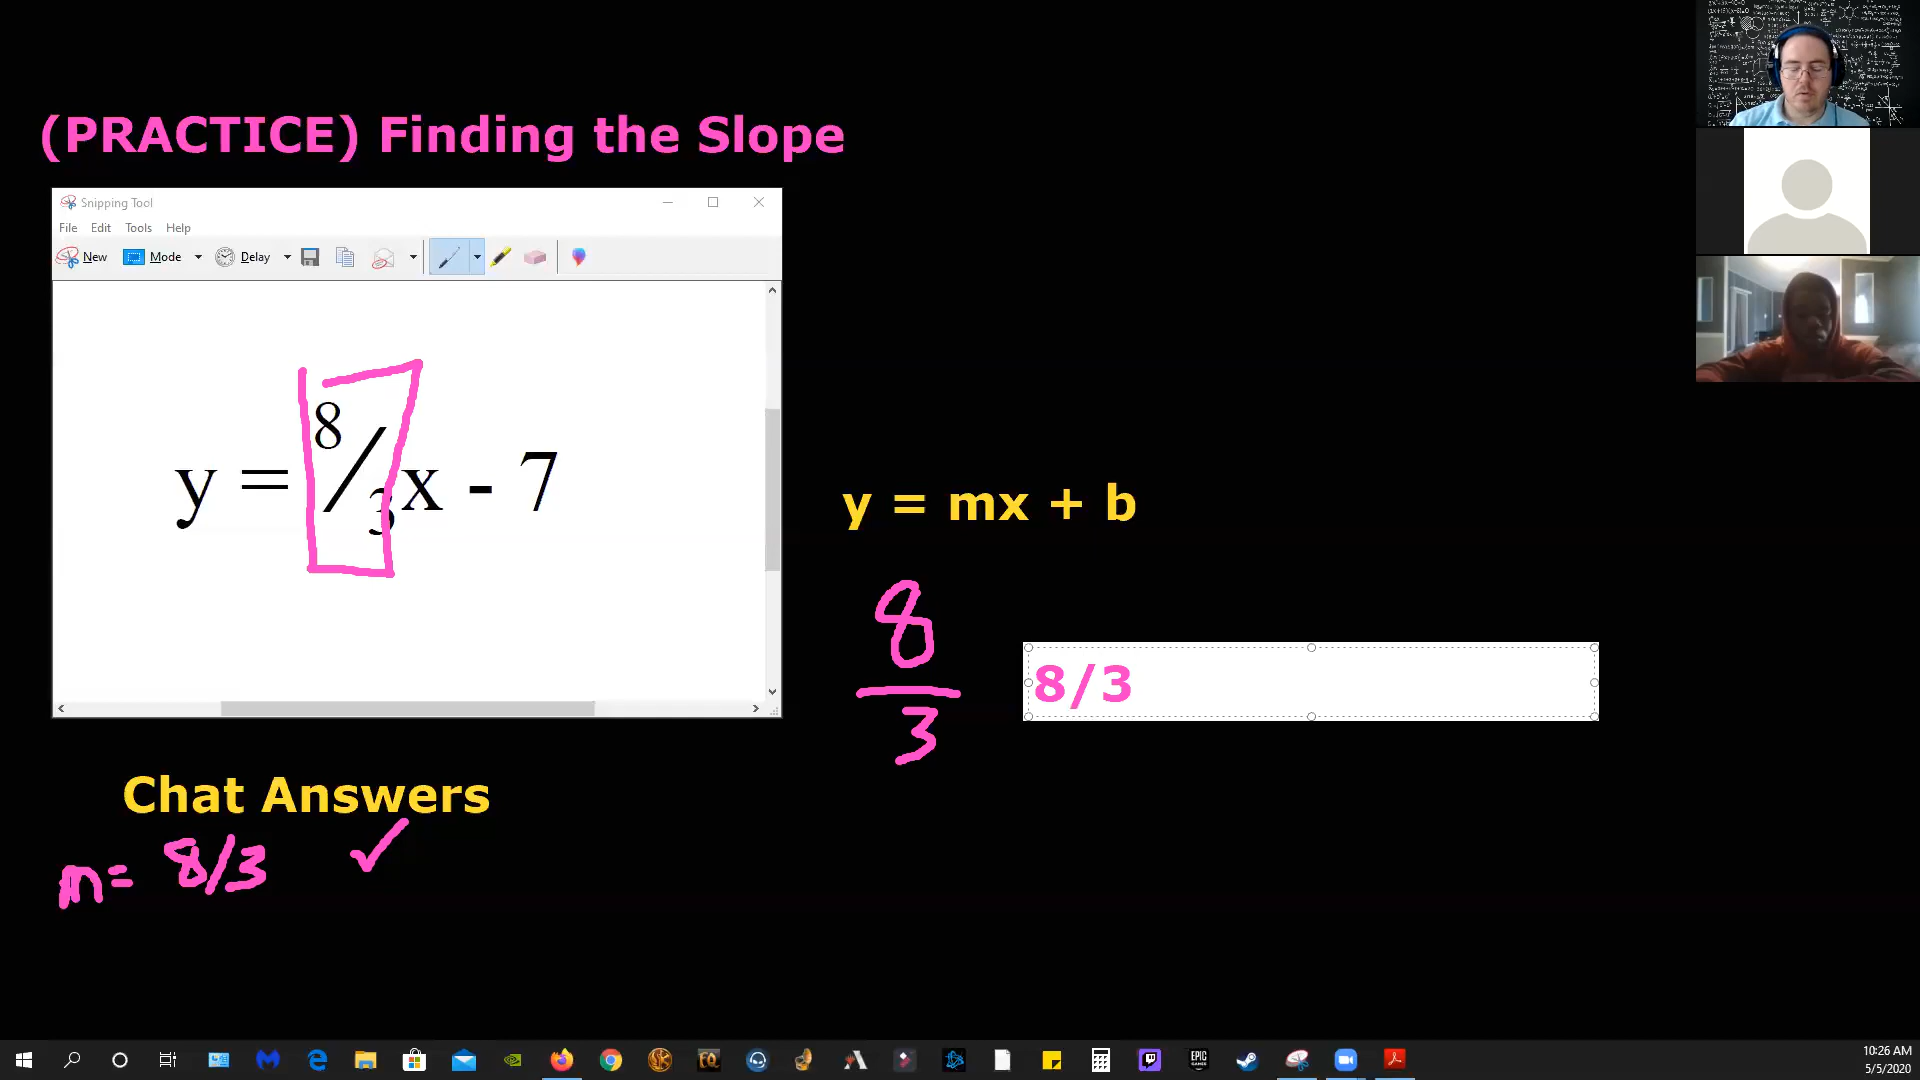 (PRACTICE) Finding the Slope
Snipping Tool
File Edit Tools Help
New Mode Delay
y = 8/3x - 7
y = mx + b
8
3
8/3
Chat Answers
m= 8/3 ✓
10:26 AM
5/5/2020